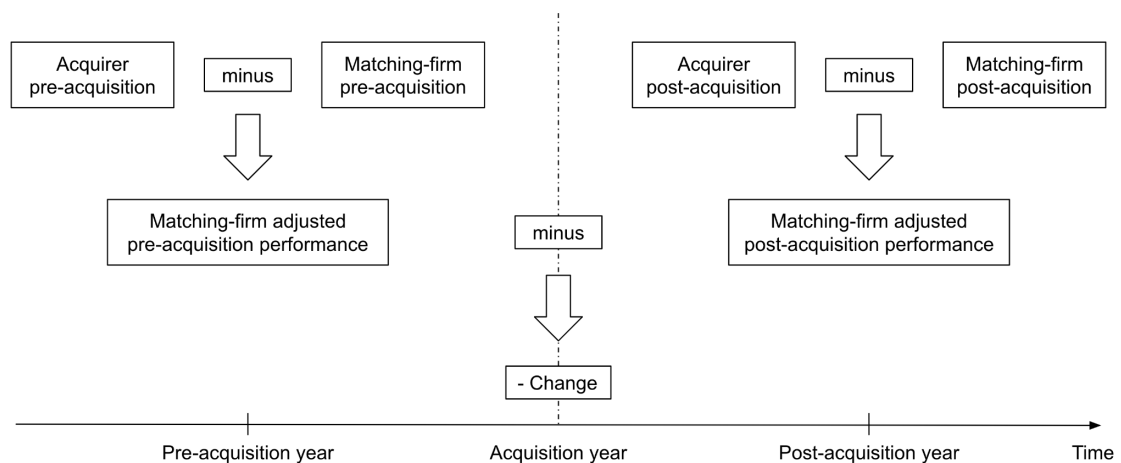 Acquirer
pre-acquisition
minus
Matching-firm
pre-acquisition
Acquirer
post-acquisition
minus
Matching-firm
post-acquisition
Matching-firm adjusted
pre-acquisition performance
minus
Matching-firm adjusted
post-acquisition performance
- Change
Pre-acquisition year
Acquisition year
Post-acquisition year
Time